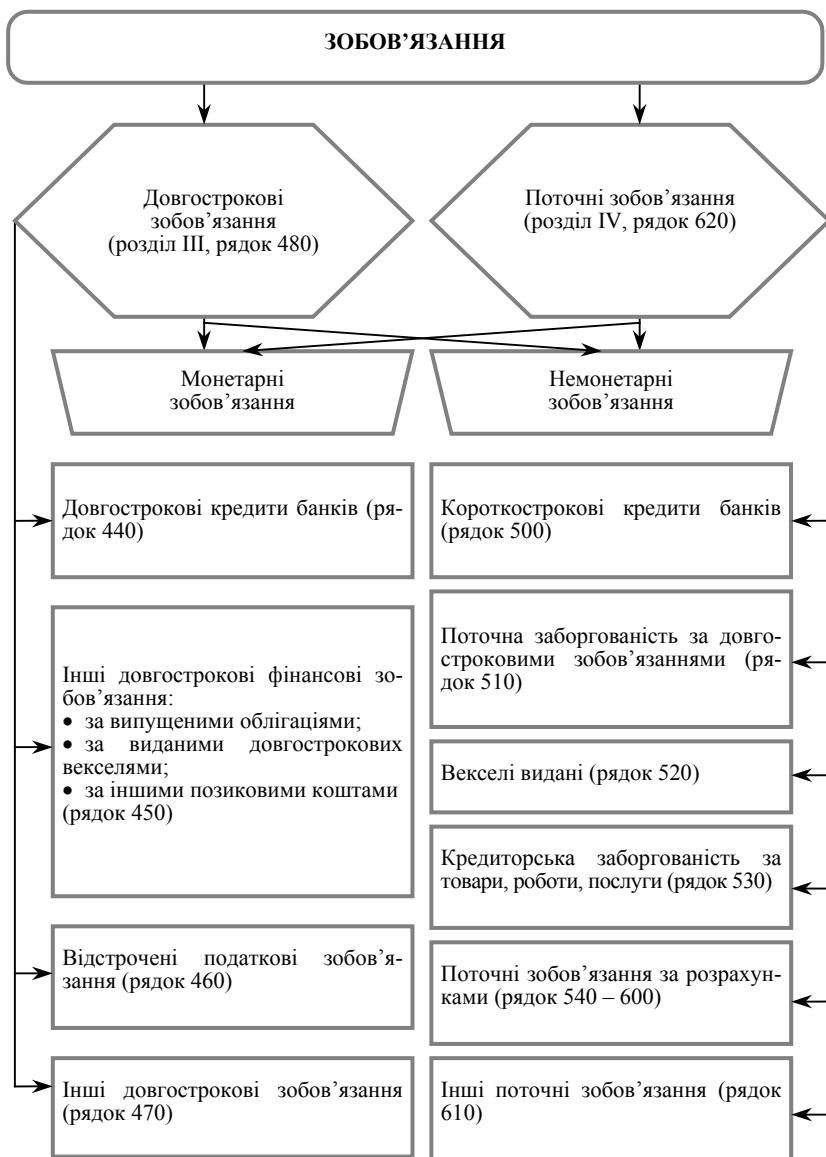 ЗОБОВ’ЯЗАННЯ
Довгострокові
зобов’язання
(розділ III, рядок 480)
Поточні зобов’язання
(розділ IV, рядок 620)
Монетарні
зобов’язання
Немонетарні
зобов’язання
Довгострокові кредити банків (ря-
док 440)
Інші довгострокові фінансові зо-
бов’язання:
• за випущеними облігаціями;
• за виданими довгострокових
векселями;
• за іншими позиковими коштами
(рядок 450)
Відстрочені податкові зобов’я-
зання (рядок 460)
Інші довгострокові зобов’язання
(рядок 470)
Короткострокові кредити банків
(рядок 500)
Поточна заборгованість за довго-
строковими зобов’язаннями (ря-
док 510)
Векселі видані (рядок 520)
Кредиторська заборгованість за
товари, роботи, послуги (рядок 530)
Поточні зобов’язання за розрахун-
ками (рядок 540 – 600)
Інші поточні зобов’язання (рядок
610)